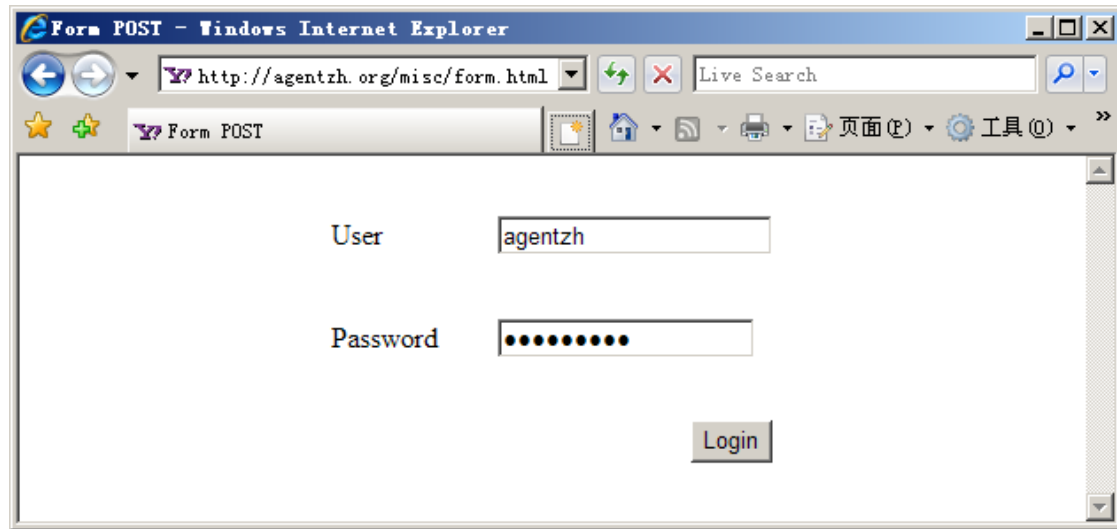 Form POST - Windows Internet Explorer
http://agentzh.org/misc/form.html Live Search
Form POST 页面(P) 工具(O) »
User agentzh
Password •••••••••
Login